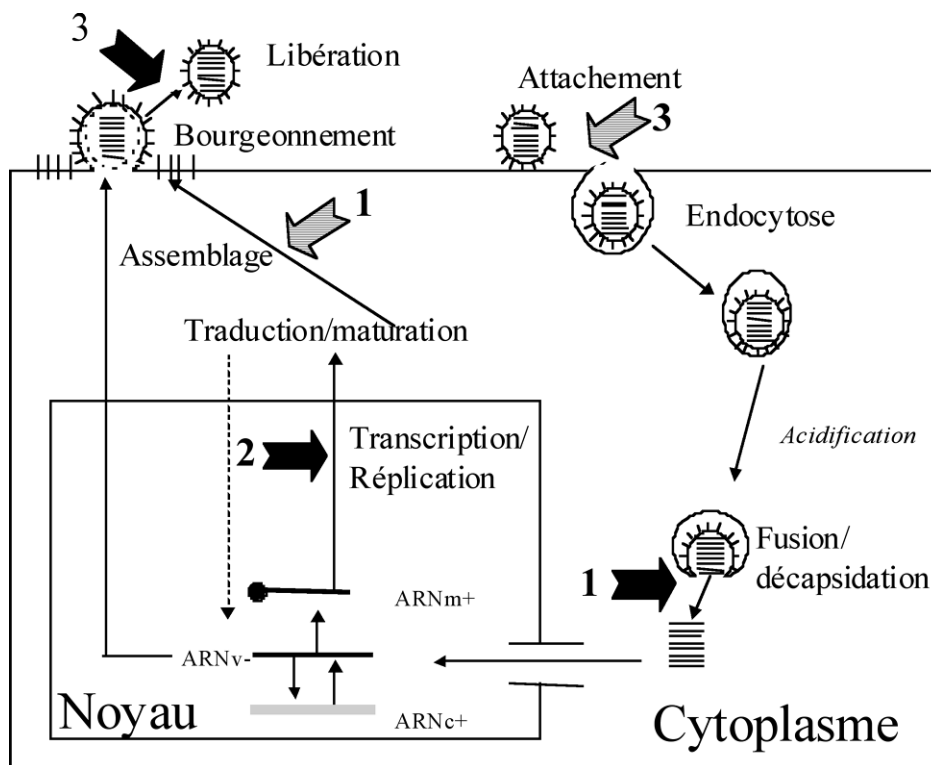 3
Libération
Attachement
3
Bourgeonnement
1
Endocytose
Assemblage
Traduction/maturation
Acidification
2
Transcription/
Réplication
Fusion/
décapsidation
1
ARNm+
ARNv-
ARNc+
Noyau
Cytoplasme